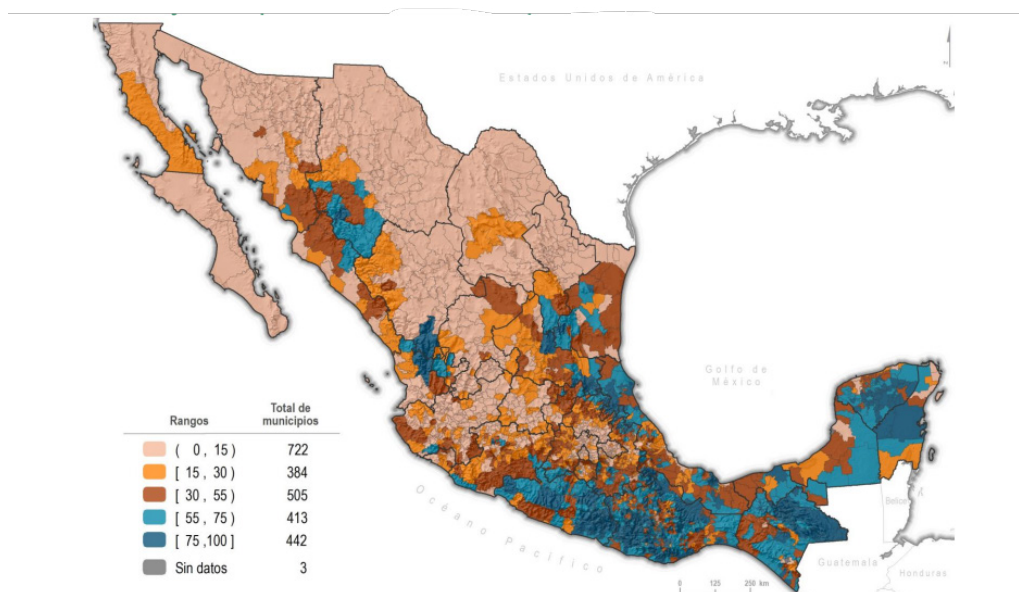 Estados Unidos de América
Golfo de
México
Rangos Total de municipios
( 0 , 15 ) 722
[ 15 , 30 ) 384
[ 30 , 55 ) 505
[ 55 , 75 ) 413
[ 75 ,100 ] 442
Sin datos 3
Océano Pacífico
Belice
Guatemala
Honduras
0 125 250 km